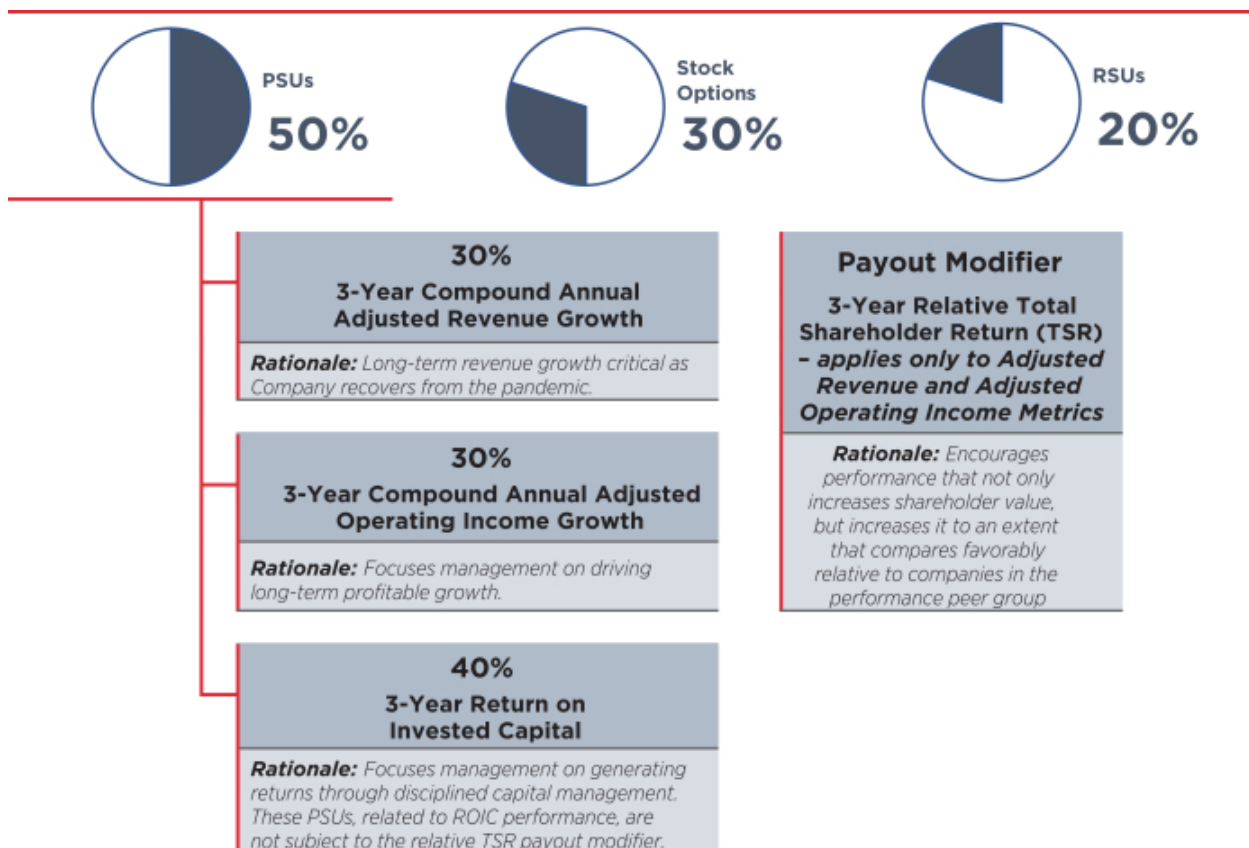 PSUs
50%
Stock
Options
30%
RSUs
20%
30%
3-Year Compound Annual
Adjusted Revenue Growth
Rationale: Long-term revenue growth critical as
Company recovers from the pandemic.
30%
3-Year Compound Annual Adjusted
Operating Income Growth
Rationale: Focuses management on driving
long-term profitable growth.
40%
3-Year Return on
Invested Capital
Rationale: Focuses management on generating
returns through disciplined capital management.
These PSUs, related to ROIC performance, are
not subject to the relative TSR payout modifier.
Payout Modifier
3-Year Relative Total
Shareholder Return (TSR)
– applies only to Adjusted
Revenue and Adjusted
Operating Income Metrics
Rationale: Encourages
performance that not only
increases shareholder value,
but increases it to an extent
that compares favorably
relative to companies in the
performance peer group